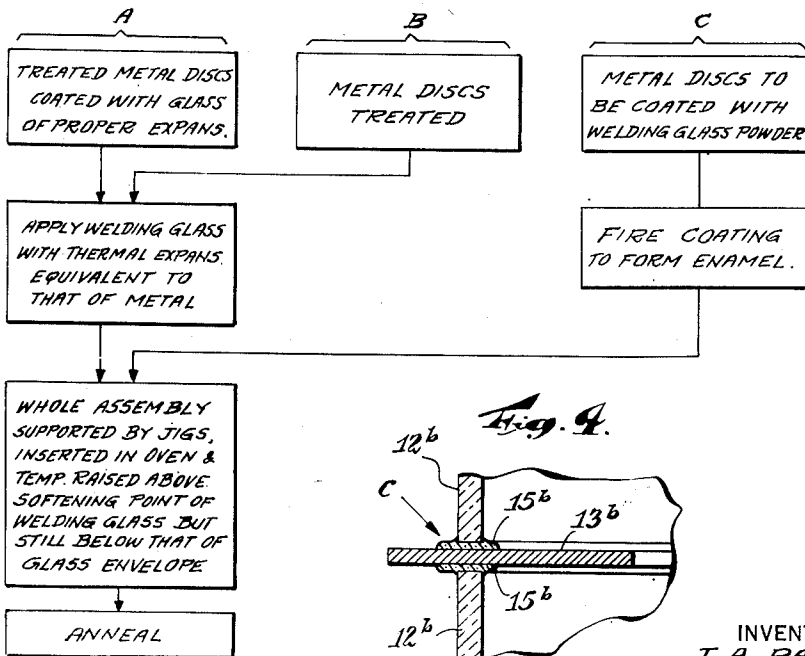 A
TREATED METAL DISCS
COATED WITH GLASS
OF PROPER EXPANS.
B
METAL DISCS
TREATED
C
METAL DISCS TO
BE COATED WITH
WELDING GLASS POWDER
APPLY WELDING GLASS
WITH THERMAL EXPANS.
EQUIVALENT TO
THAT OF METAL
FIRE COATING
TO FORM ENAMEL.
WHOLE ASSEMBLY
SUPPORTED BY JIGS,
INSERTED IN OVEN &
TEMP. RAISED ABOVE
SOFTENING POINT OF
WELDING GLASS BUT
STILL BELOW THAT OF
GLASS ENVELOPE
ANNEAL
Fig. 4.
12b
C
15b
13b
15b
12b
INVENT